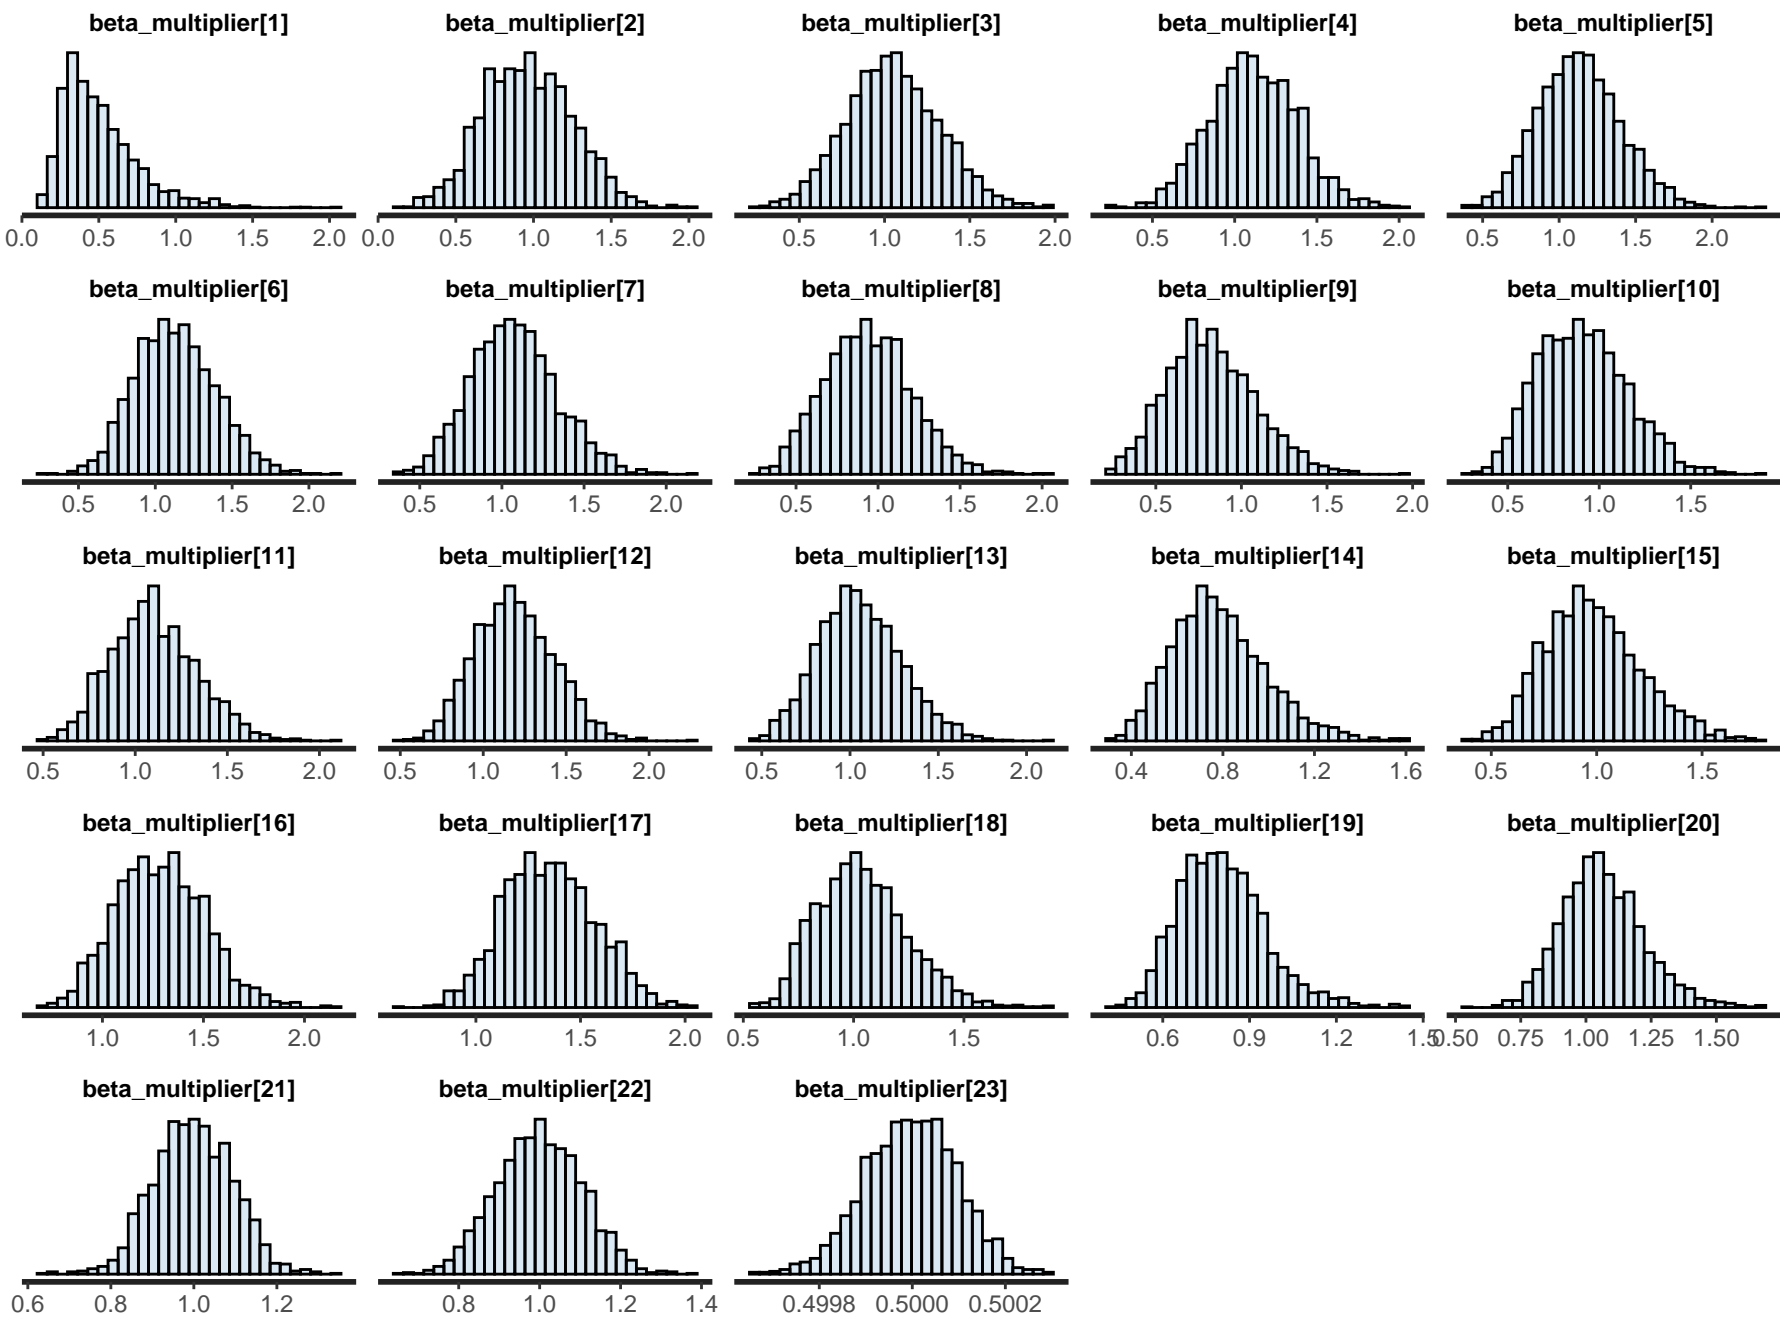 beta_multiplier[1] beta_multiplier[2] beta_multiplier[3] beta_multiplier[4] beta_multiplier[5]
0.0 0.5 1.0 1.5 2.0 0.0 0.5 1.0 1.5 2.0 0.5 1.0 1.5 2.0 0.5 1.0 1.5 2.0 0.5 1.0 1.5 2.0
beta_multiplier[6] beta_multiplier[7] beta_multiplier[8] beta_multiplier[9] beta_multiplier[10]
0.5 1.0 1.5 2.0 0.5 1.0 1.5 2.0 0.5 1.0 1.5 2.0 0.5 1.0 1.5 2.0 0.5 1.0 1.5
beta_multiplier[11] beta_multiplier[12] beta_multiplier[13] beta_multiplier[14] beta_multiplier[15]
0.5 1.0 1.5 2.0 0.5 1.0 1.5 2.0 0.5 1.0 1.5 2.0 0.4 0.8 1.2 1.6 0.5 1.0 1.5
beta_multiplier[16] beta_multiplier[17] beta_multiplier[18] beta_multiplier[19] beta_multiplier[20]
1.0 1.5 2.0 1.0 1.5 2.0 0.5 1.0 1.5 0.6 0.9 1.2 1.5 0.50 0.75 1.00 1.25 1.50
beta_multiplier[21] beta_multiplier[22] beta_multiplier[23]
0.6 0.8 1.0 1.2 0.8 1.0 1.2 1.4 0.4998 0.5000 0.5002